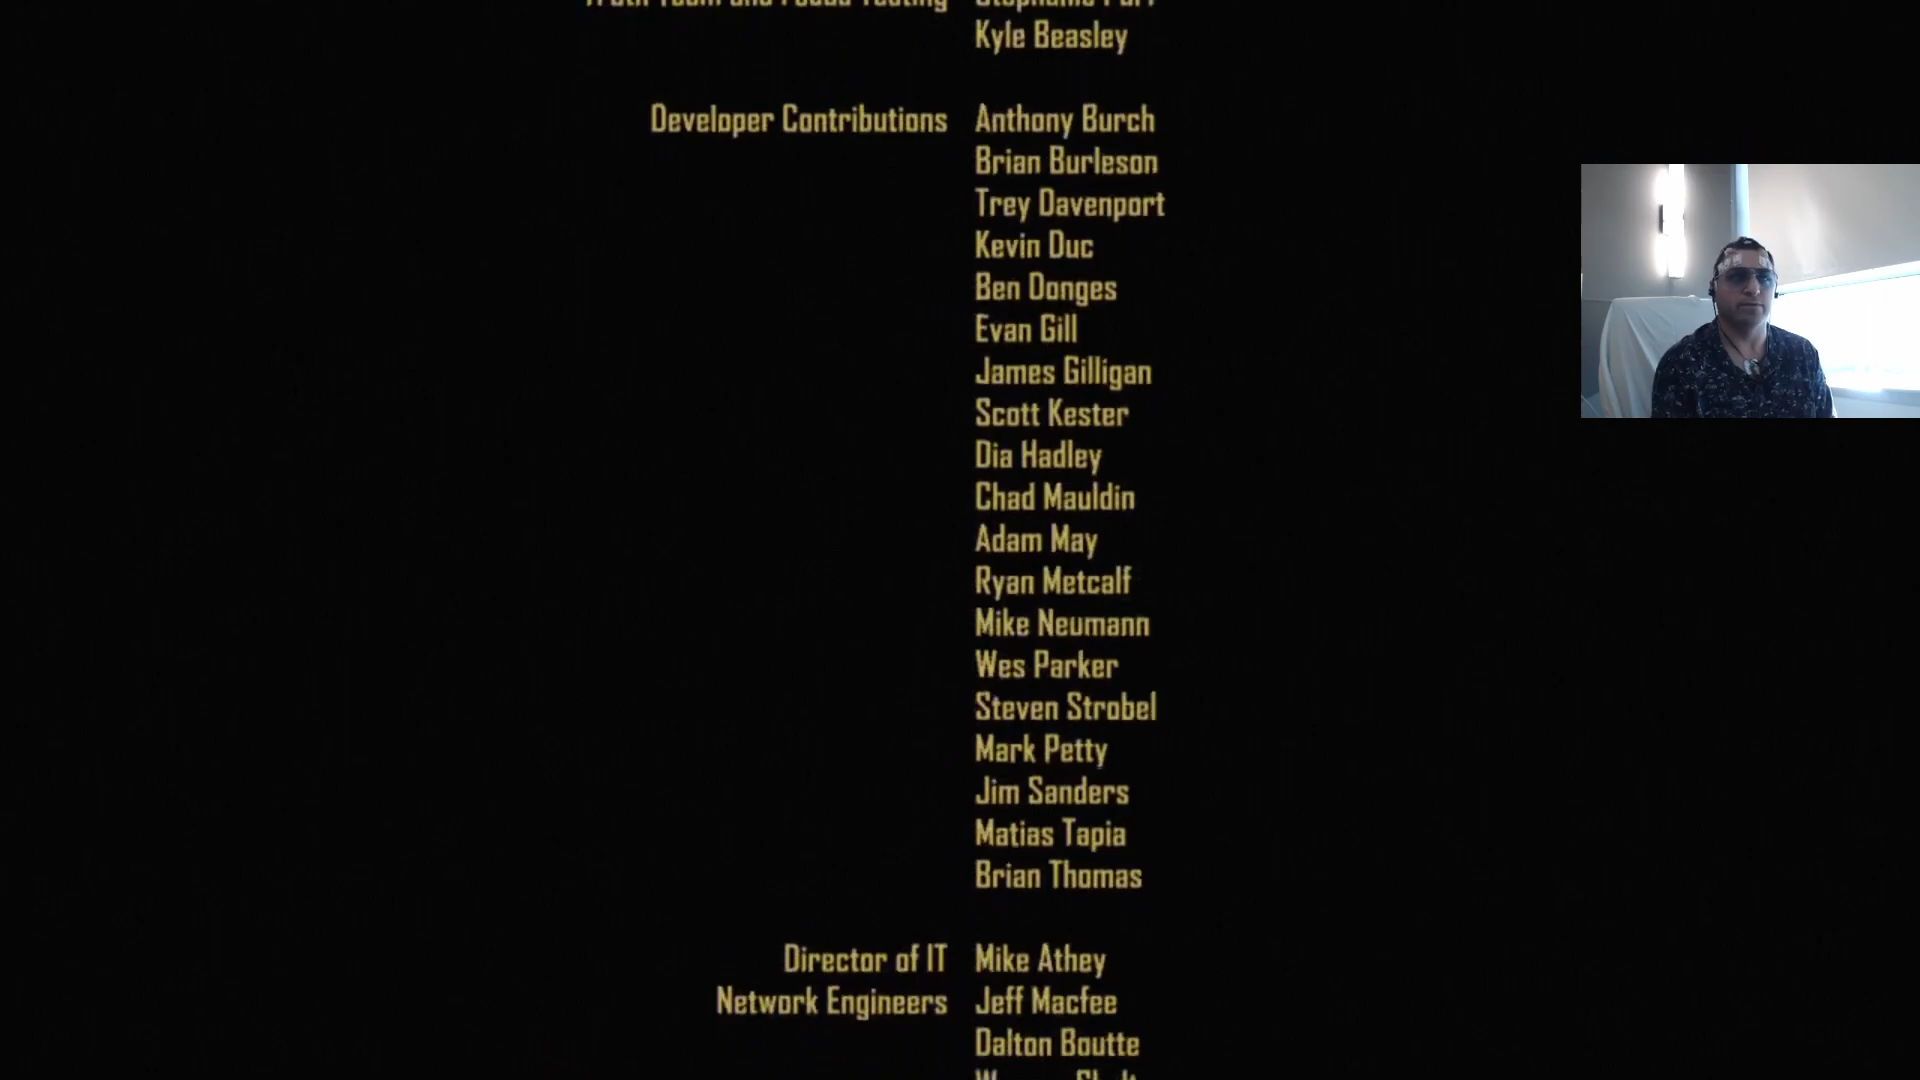 Kyle Beasley
Developer Contributions Anthony Burch
Brian Burleson
Trey Davenport
Kevin Duc
Ben Donges
Evan Gill
James Gilligan
Scott Kester
Dia Hadley
Chad Mauldin
Adam May
Ryan Metcalf
Mike Neumann
Wes Parker
Steven Strobel
Mark Petty
Jim Sanders
Matias Tapia
Brian Thomas
Director of IT Mike Athey
Network Engineers Jeff Macfee
Dalton Boutte